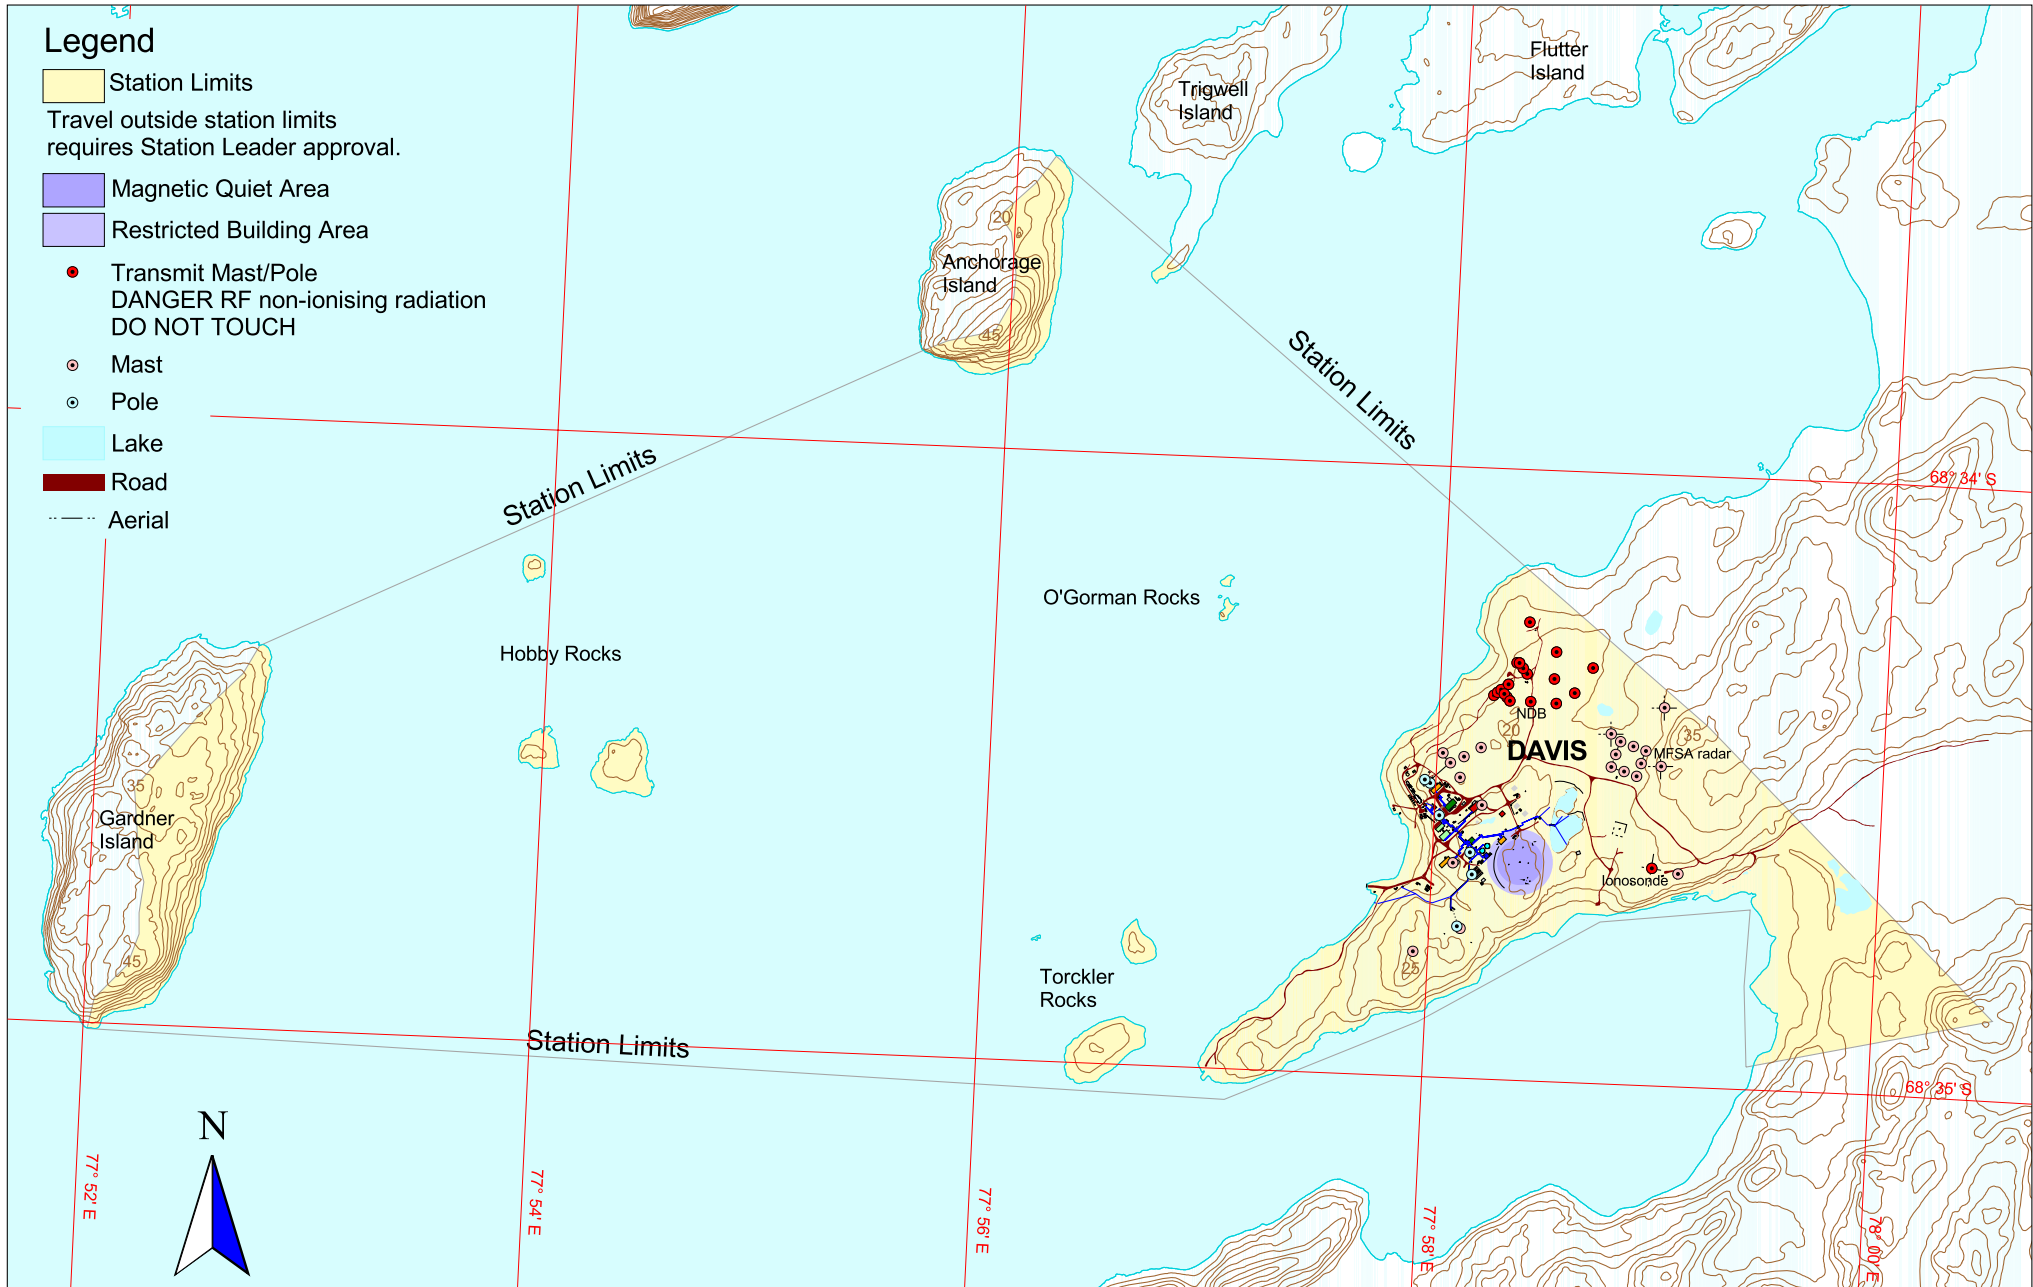 Legend
Station Limits
Travel outside station limits
requires Station Leader approval.
Magnetic Quiet Area
Restricted Building Area
Transmit Mast/Pole
DANGER RF non-ionising radiation
DO NOT TOUCH
Mast
Pole
Lake
Road
Aerial
Flutter
Island
Trigwell
Island
20
Anchorage
Island
45
Station Limits
Station Limits
68° 34' S
O'Gorman Rocks
Hobby Rocks
NDB
20
DAVIS
35
MFSA radar
35
Gardner
Island
45
Ionosonde
25
Torckler
Rocks
Station Limits
68° 35' S
N
77° 52' E
77° 54' E
77° 56' E
77° 58' E
78° 00' E